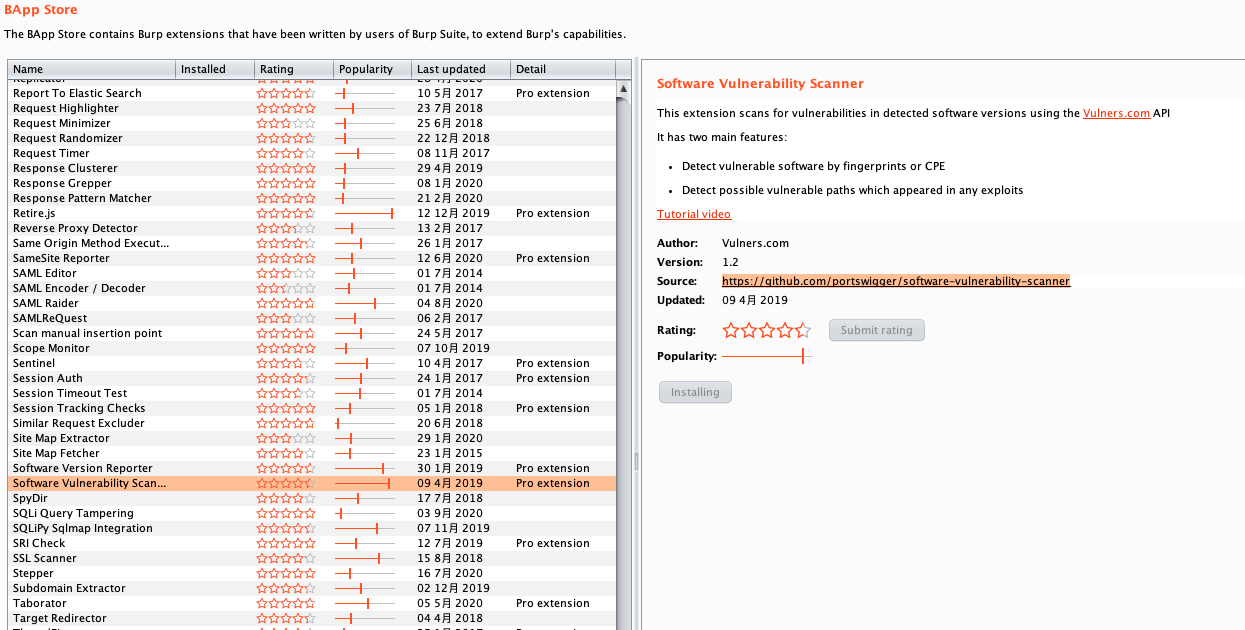 BApp Store
The BApp Store contains Burp extensions that have been written by users of Burp Suite, to extend Burp's capabilities.
Name Installed Rating Popularity Last updated Detail
Replicator
Report To Elastic Search 10 5月 2017 Pro extension
Request Highlighter 23 7月 2018
Request Minimizer 25 6月 2018
Request Randomizer 22 12月 2018
Request Timer 08 11月 2017
Response Clusterer 29 4月 2019
Response Grepper 08 1月 2020
Response Pattern Matcher 21 2月 2020
Retire.js 12 12月 2019 Pro extension
Reverse Proxy Detector 13 2月 2017
Same Origin Method Execut... 26 1月 2017
SameSite Reporter 12 6月 2020 Pro extension
SAML Editor 01 7月 2014
SAML Encoder / Decoder 01 7月 2014
SAML Raider 04 8月 2020
SAMLReQuest 06 2月 2017
Scan manual insertion point 24 5月 2017
Scope Monitor 07 10月 2019
Sentinel 10 4月 2017 Pro extension
Session Auth 24 1月 2017 Pro extension
Session Timeout Test 01 7月 2014
Session Tracking Checks 05 1月 2018 Pro extension
Similar Request Excluder 20 6月 2018
Site Map Extractor 29 1月 2020
Site Map Fetcher 23 1月 2015
Software Version Reporter 30 1月 2019 Pro extension
Software Vulnerability Scan... 09 4月 2019 Pro extension
SpyDir 17 7月 2018
SQLi Query Tampering 03 9月 2020
SQLiPy Sqlmap Integration 07 11月 2019
SRI Check 12 7月 2019 Pro extension
SSL Scanner 15 8月 2018
Stepper 16 7月 2020
Subdomain Extractor 02 12月 2019
Taborator 05 5月 2020 Pro extension
Target Redirector 04 4月 2018
Software Vulnerability Scanner
This extension scans for vulnerabilities in detected software versions using the Vulners.com API
It has two main features:
• Detect vulnerable software by fingerprints or CPE
• Detect possible vulnerable paths which appeared in any exploits
Tutorial video
Author: Vulners.com
Version: 1.2
Source: https://github.com/portswigger/software-vulnerability-scanner
Updated: 09 4月 2019
Rating: Submit rating
Popularity:
Installing